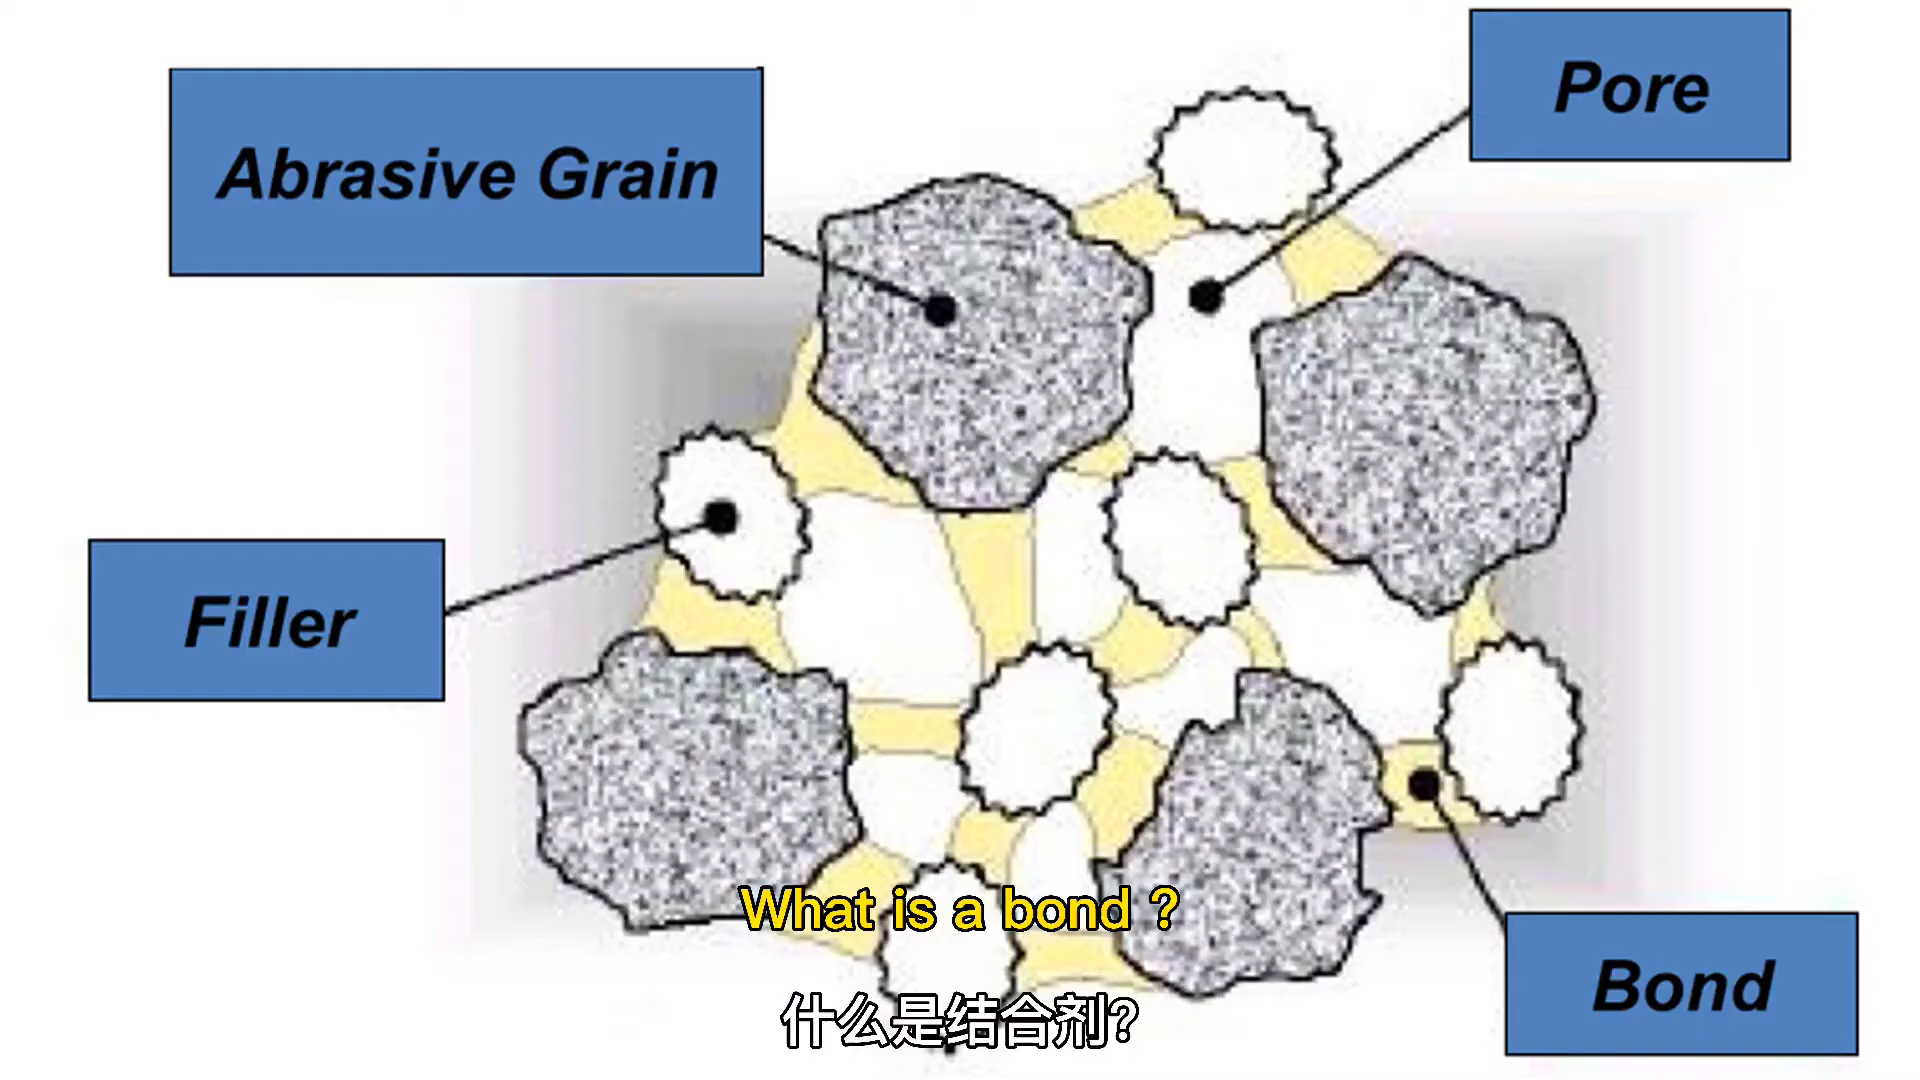 Pore
Abrasive Grain
Filler
What is a bond ?
Bond
什么是结合剂?